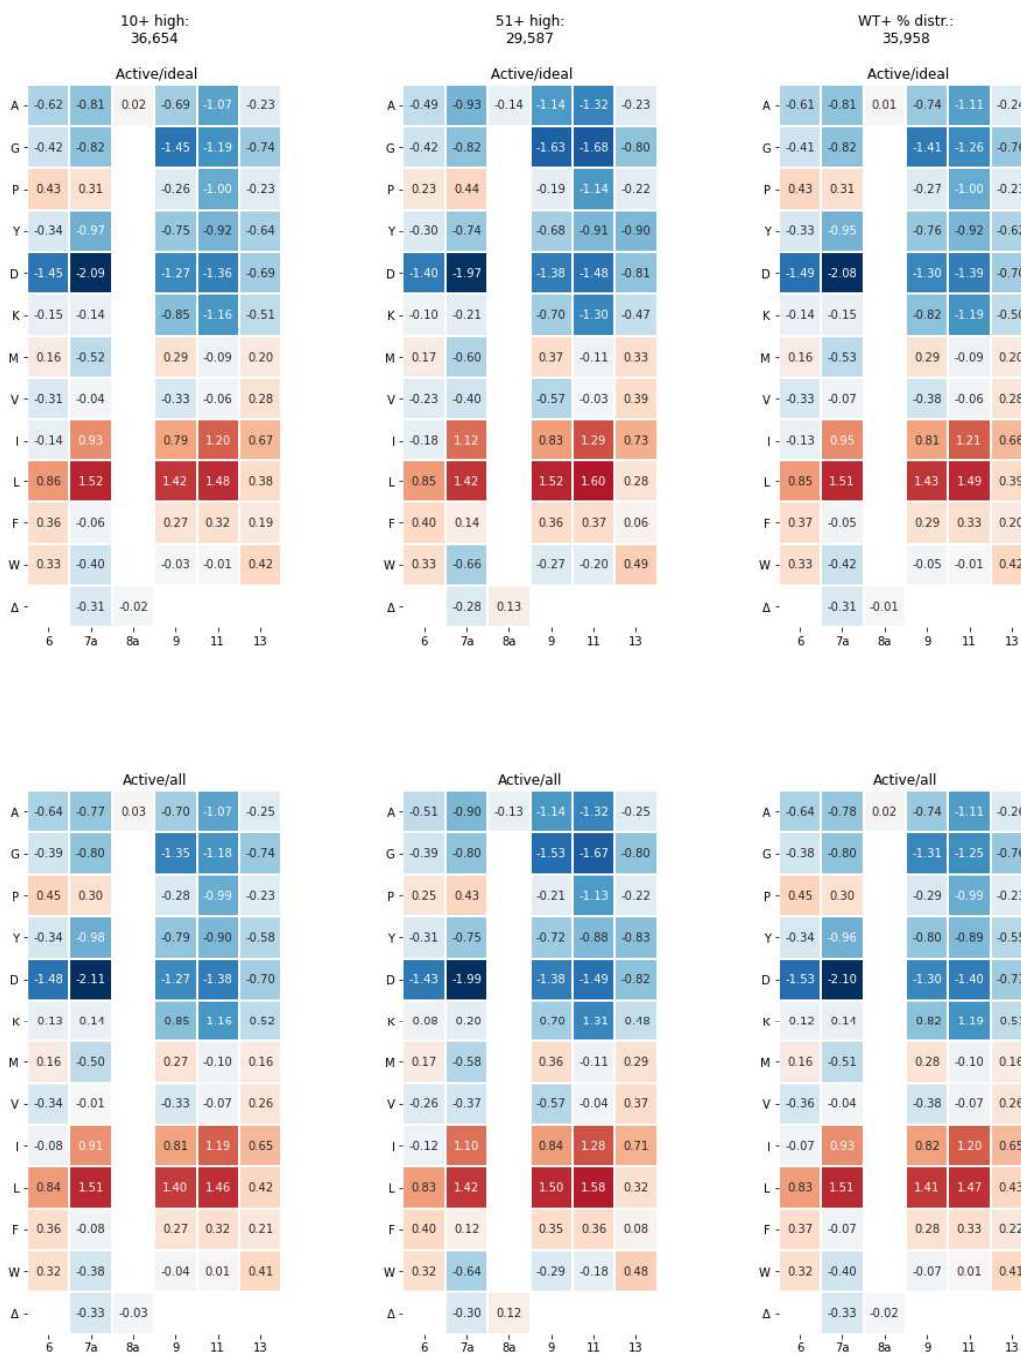 10+ high:
36,654
Active/ideal
A -0.62 -0.81 0.02 -0.69 -1.07 -0.23
G -0.42 -0.82 -1.45 -1.19 -0.74
P 0.43 0.31 -0.26 -1.00 -0.23
Y -0.34 -0.97 -0.75 -0.92 -0.64
D -1.45 -2.09 -1.27 -1.36 -0.69
K -0.15 -0.14 -0.85 -1.16 -0.51
M 0.16 -0.52 0.29 -0.09 0.20
V -0.31 -0.04 -0.33 -0.06 0.28
I -0.14 0.93 0.79 1.20 0.67
L 0.86 1.52 1.42 1.48 0.38
F 0.36 -0.06 0.27 0.32 0.19
W 0.33 -0.40 -0.03 -0.01 0.42
Δ -0.31 -0.02
6 7a 8a 9 11 13
51+ high:
29,587
Active/ideal
A -0.49 -0.93 -0.14 -1.14 -1.32 -0.23
G -0.42 -0.82 -1.63 -1.68 -0.80
P 0.23 0.44 -0.19 -1.14 -0.22
Y -0.30 -0.74 -0.68 -0.91 -0.90
D -1.40 -1.97 -1.38 -1.48 -0.81
K -0.10 -0.21 -0.70 -1.30 -0.47
M 0.17 -0.60 0.37 -0.11 0.33
V -0.23 -0.40 -0.57 -0.03 0.39
I -0.18 1.12 0.83 1.29 0.73
L 0.85 1.42 1.52 1.60 0.28
F 0.40 0.14 0.36 0.37 0.06
W 0.33 -0.66 -0.27 -0.20 0.49
Δ -0.28 0.13
6 7a 8a 9 11 13
WT+ % distr.:
35,958
Active/ideal
A -0.61 -0.81 0.01 -0.74 -1.11 -0.24
G -0.41 -0.82 -1.41 -1.26 -0.76
P 0.43 0.31 -0.27 -1.00 -0.23
Y -0.33 -0.95 -0.76 -0.92 -0.62
D -1.49 -2.08 -1.30 -1.39 -0.70
K -0.14 -0.15 -0.82 -1.19 -0.50
M 0.16 -0.53 0.29 -0.09 0.20
V -0.33 -0.07 -0.38 -0.06 0.28
I -0.13 0.95 0.81 1.21 0.66
L 0.85 1.51 1.43 1.49 0.39
F 0.37 -0.05 0.29 0.33 0.20
W 0.33 -0.42 -0.05 -0.01 0.42
Δ -0.31 -0.01
6 7a 8a 9 11 13
Active/all
A -0.64 -0.77 0.03 -0.70 -1.07 -0.25
G -0.39 -0.80 -1.35 -1.18 -0.74
P 0.45 0.30 -0.28 -0.99 -0.23
Y -0.34 -0.98 -0.79 -0.90 -0.58
D -1.48 -2.11 -1.27 -1.38 -0.70
K 0.13 0.14 0.85 1.16 0.52
M 0.16 -0.50 0.27 -0.10 0.16
V -0.34 -0.01 -0.33 -0.07 0.26
I -0.08 0.91 0.81 1.19 0.65
L 0.84 1.51 1.40 1.46 0.42
F 0.36 -0.08 0.27 0.32 0.21
W 0.32 -0.38 -0.04 0.01 0.41
Δ -0.33 -0.03
6 7a 8a 9 11 13
Active/all
A -0.51 -0.90 -0.13 -1.14 -1.32 -0.25
G -0.39 -0.80 -1.53 -1.67 -0.80
P 0.25 0.43 -0.21 -1.13 -0.22
Y -0.31 -0.75 -0.72 -0.88 -0.83
D -1.43 -1.99 -1.38 -1.49 -0.82
K 0.08 0.20 0.70 1.31 0.48
M 0.17 -0.58 0.36 -0.11 0.29
V -0.26 -0.37 -0.57 -0.04 0.37
I -0.12 1.10 0.84 1.28 0.71
L 0.83 1.42 1.50 1.58 0.32
F 0.40 0.12 0.35 0.36 0.08
W 0.32 -0.64 -0.29 -0.18 0.48
Δ -0.30 0.12
6 7a 8a 9 11 13
Active/all
A -0.64 -0.78 0.02 -0.74 -1.11 -0.26
G -0.38 -0.80 -1.31 -1.25 -0.76
P 0.45 0.30 -0.29 -0.99 -0.23
Y -0.34 -0.96 -0.80 -0.89 -0.55
D -1.53 -2.10 -1.30 -1.40 -0.71
K 0.12 0.14 0.82 1.19 0.51
M 0.16 -0.51 0.28 -0.10 0.16
V -0.36 -0.04 -0.38 -0.07 0.26
I -0.07 0.93 0.82 1.20 0.65
L 0.83 1.51 1.41 1.47 0.43
F 0.37 -0.07 0.28 0.33 0.22
W 0.32 -0.40 -0.07 0.01 0.41
Δ -0.33 -0.02
6 7a 8a 9 11 13